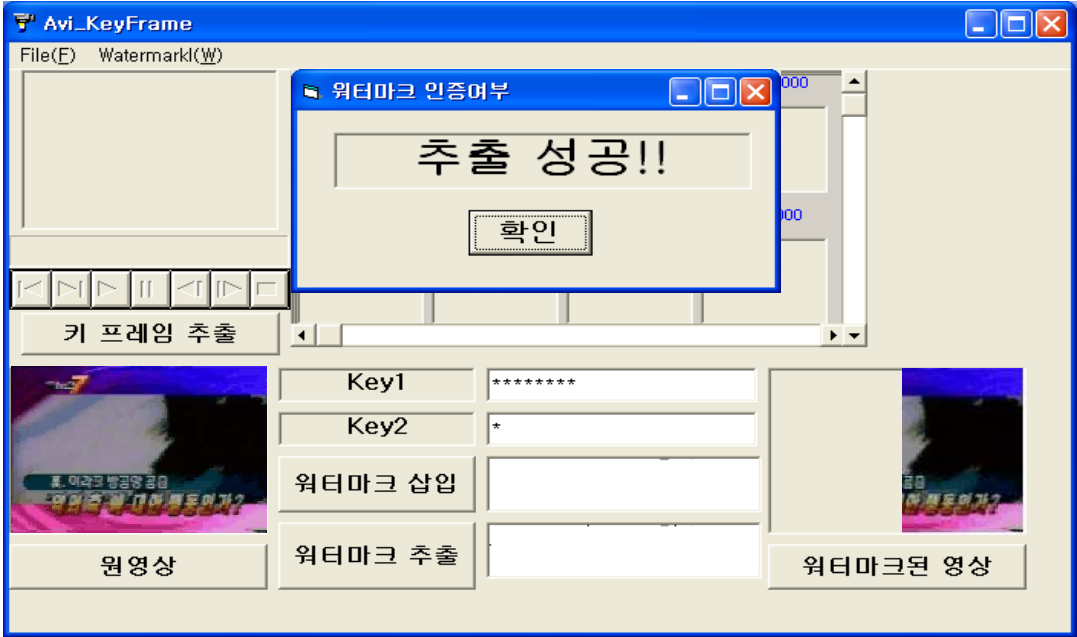 Avi_KeyFrame
File(F) Watermarkl(W)
워터마크 인증여부
000
추출 성공!!
확인
000
키 프레임 추출
Key1
********
Key2
*
워터마크 삽입
워터마크 추출
원영상
워터마크된 영상